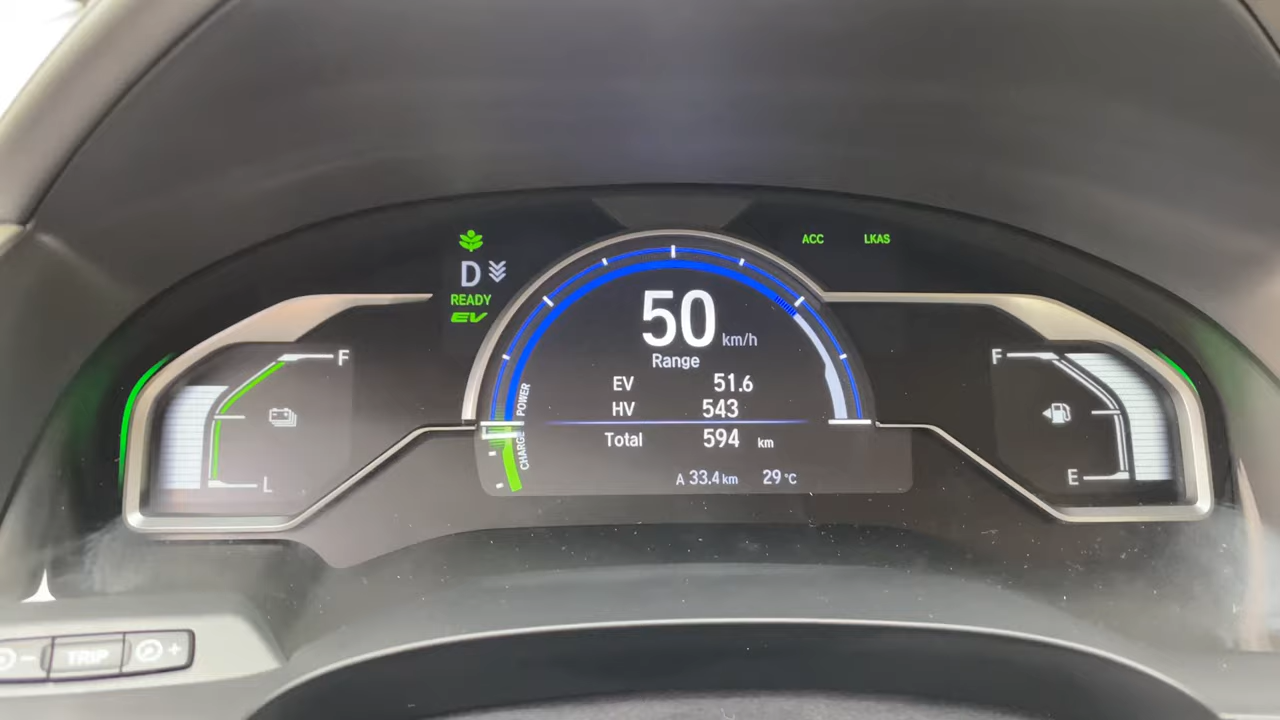 ACC LKAS
D
READY
EV
50 km/h
Range
F
F
EV 51.6
HV 543
POWER
CHARGE
Total 594 km
L
E
A 33.4 km 29 °C
- TRIP +